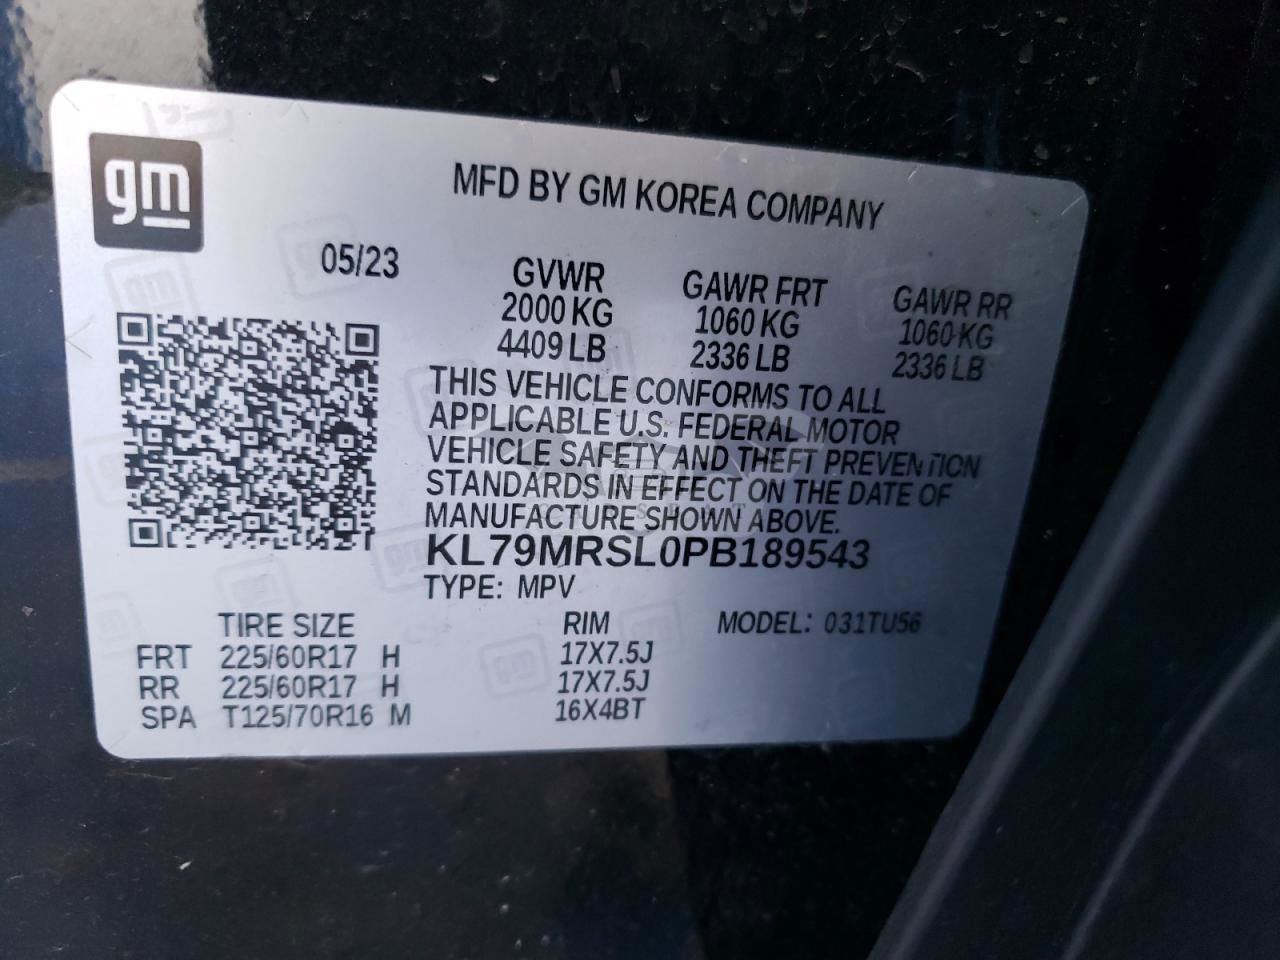 gm
MFD BY GM KOREA COMPANY
05/23
GVWR GAWR FRT GAWR RR
2000 KG 1060 KG 1060 KG
4409 LB 2336 LB 2336 LB
THIS VEHICLE CONFORMS TO ALL
APPLICABLE U.S. FEDERAL MOTOR
VEHICLE SAFETY AND THEFT PREVENTION
STANDARDS IN EFFECT ON THE DATE OF
MANUFACTURE SHOWN ABOVE.
KL79MRSL0PB189543
TYPE: MPV
TIRE SIZE RIM MODEL: 031TU56
FRT 225/60R17 H 17X7.5J
RR 225/60R17 H 17X7.5J
SPA T125/70R16 M 16X4BT